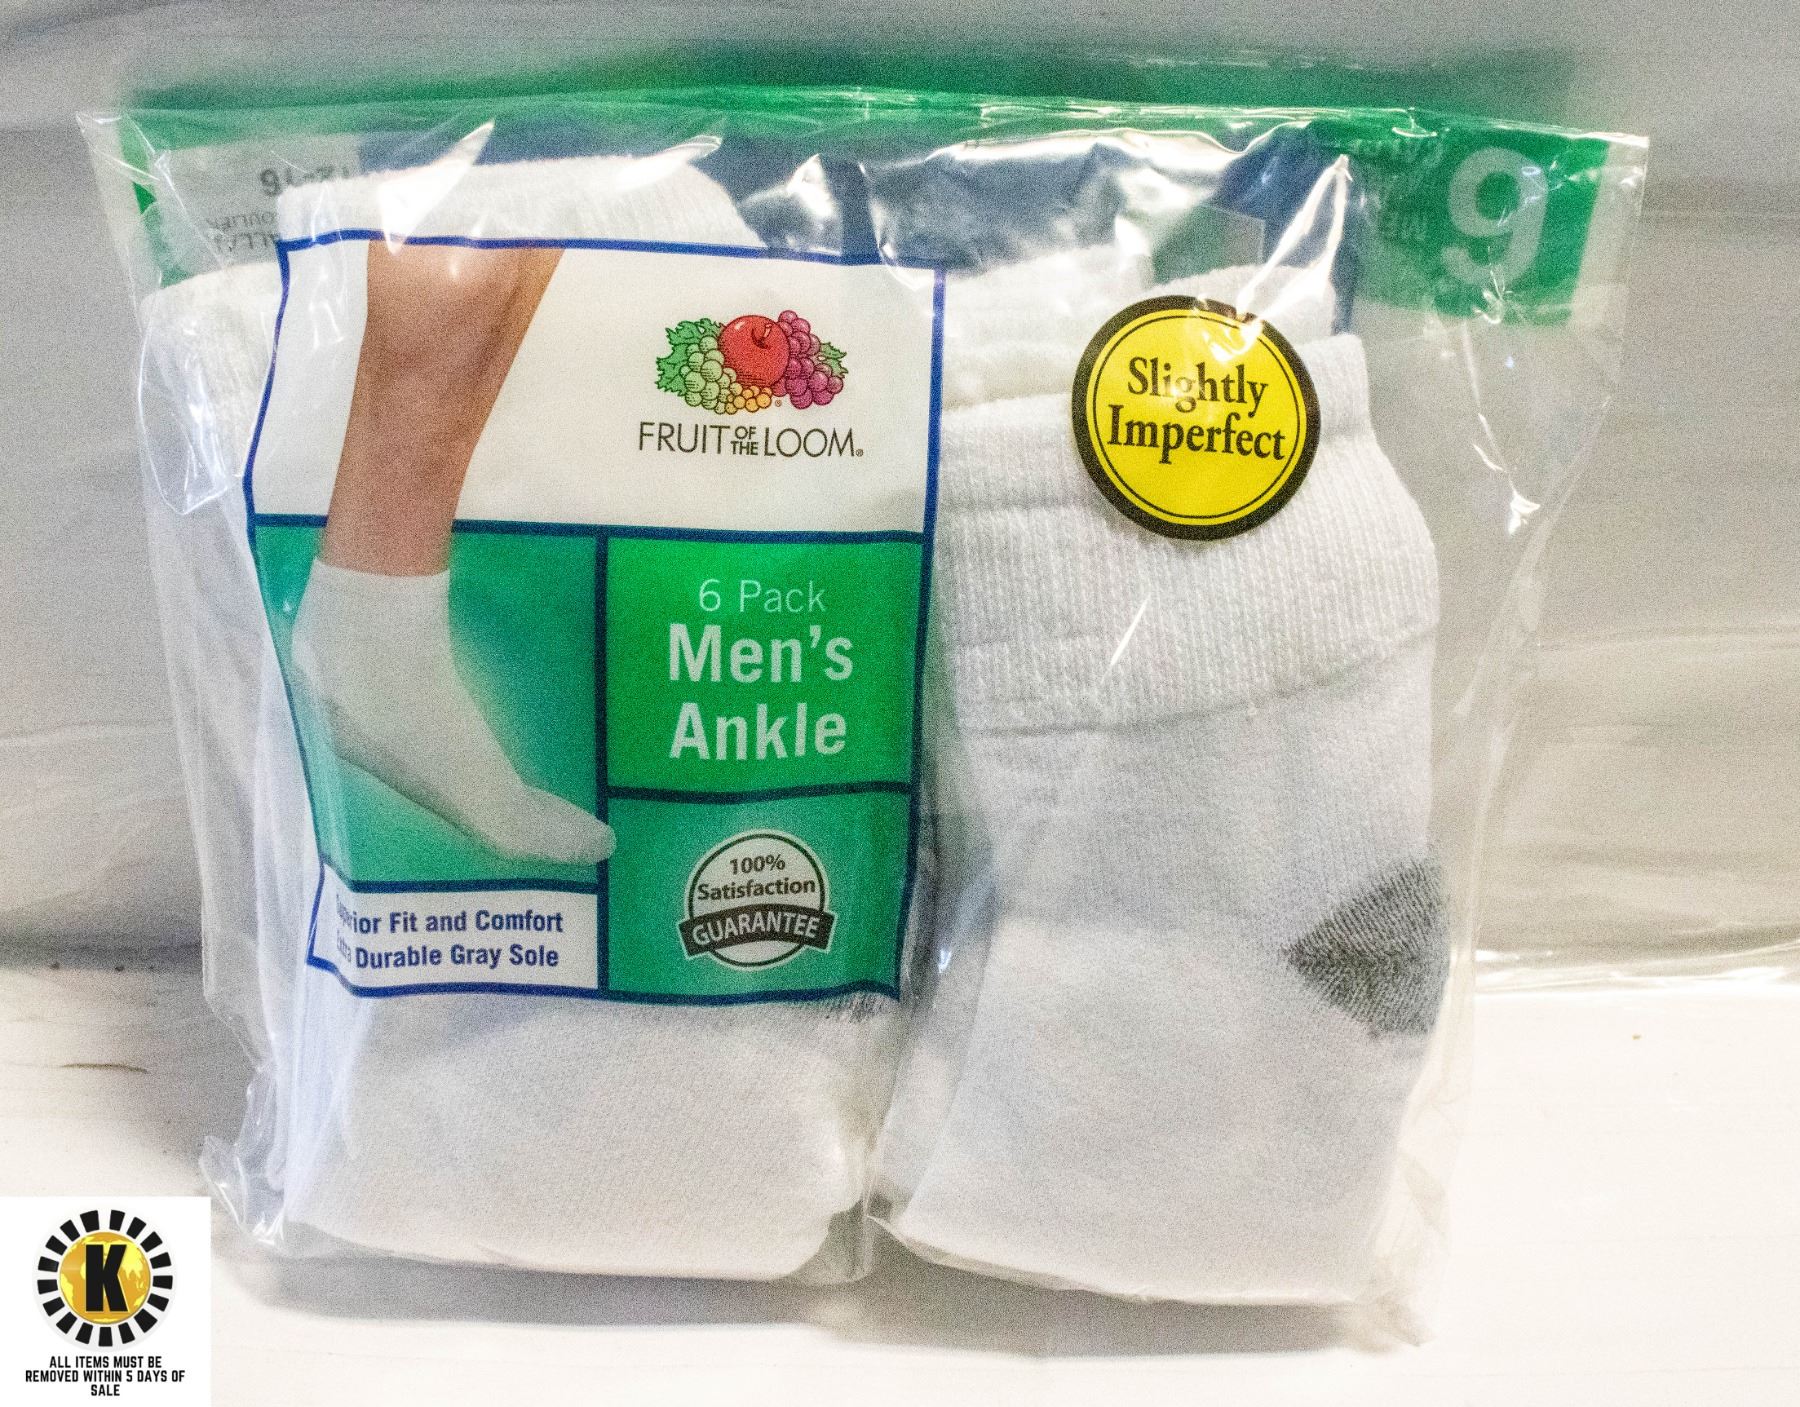 FRUIT OF THE LOOM®
Slightly
Imperfect
6 Pack
Men's
Ankle
100%
Satisfaction
GUARANTEE
Fit and Comfort
Durable Gray Sole
K
ALL ITEMS MUST BE
REMOVED WITHIN 5 DAYS OF
SALE